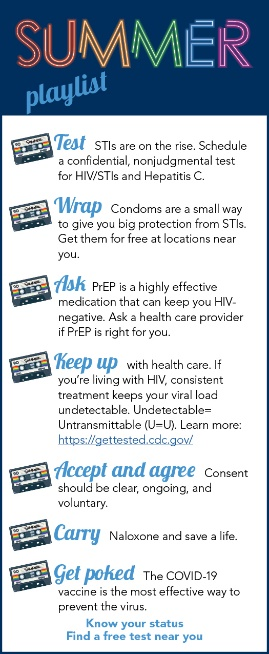 SUMMER
playlist
Test STIs are on the rise. Schedule
a confidential, nonjudgmental test
for HIV/STIs and Hepatitis C.
Wrap Condoms are a small way
to give you big protection from STIs.
Get them for free at locations near
you.
Ask PrEP is a highly effective
medication that can keep you HIV-
negative. Ask a health care provider
if PrEP is right for you.
Keep up with health care. If
you're living with HIV, consistent
treatment keeps your viral load
undetectable. Undetectable=
Untransmittable (U=U). Learn more:
https://gettested.cdc.gov/
Accept and agree Consent
should be clear, ongoing, and
voluntary.
Carry Naloxone and save a life.
Get poked The COVID-19
vaccine is the most effective way to
prevent the virus.
Know your status
Find a free test near you